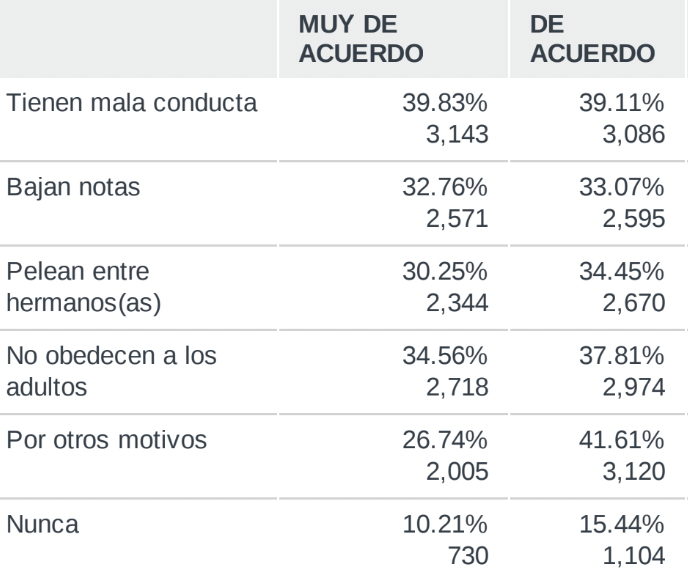 MUY DE ACUERDO
DE ACUERDO
Tienen mala conducta 39.83% 39.11%
3,143 3,086
Bajan notas 32.76% 33.07%
2,571 2,595
Pelean entre 30.25% 34.45%
hermanos(as) 2,344 2,670
No obedecen a los 34.56% 37.81%
adultos 2,718 2,974
Por otros motivos 26.74% 41.61%
2,005 3,120
Nunca 10.21% 15.44%
730 1,104